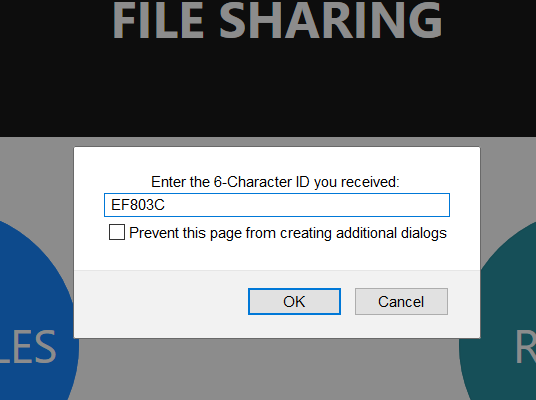 FILE SHARING
Enter the 6-Character ID you received:
EF803C
Prevent this page from creating additional dialogs
OK
Cancel
LES
R